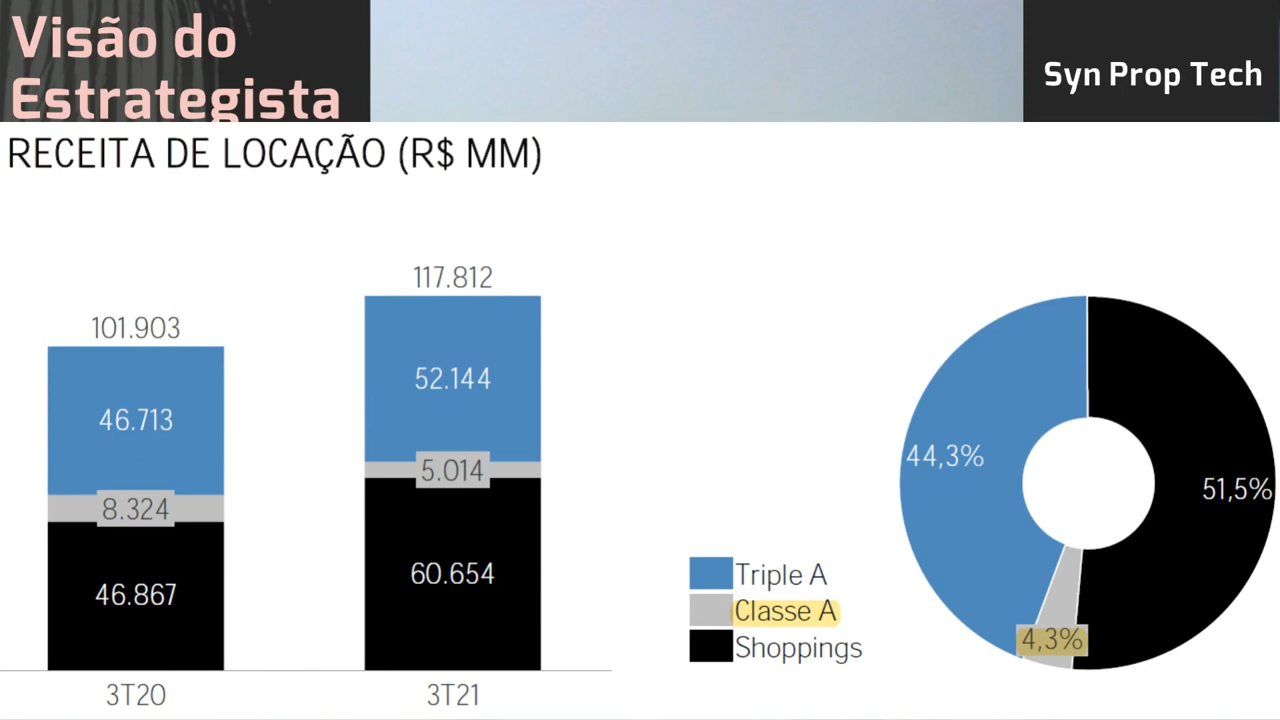 Visão do
Estrategista
Syn Prop Tech
RECEITA DE LOCAÇÃO (R$ MM)
101.903
46.713
8.324
46.867
3T20
117.812
52.144
5.014
60.654
3T21
Triple A
Classe A
Shoppings
44,3%
51,5%
4,3%